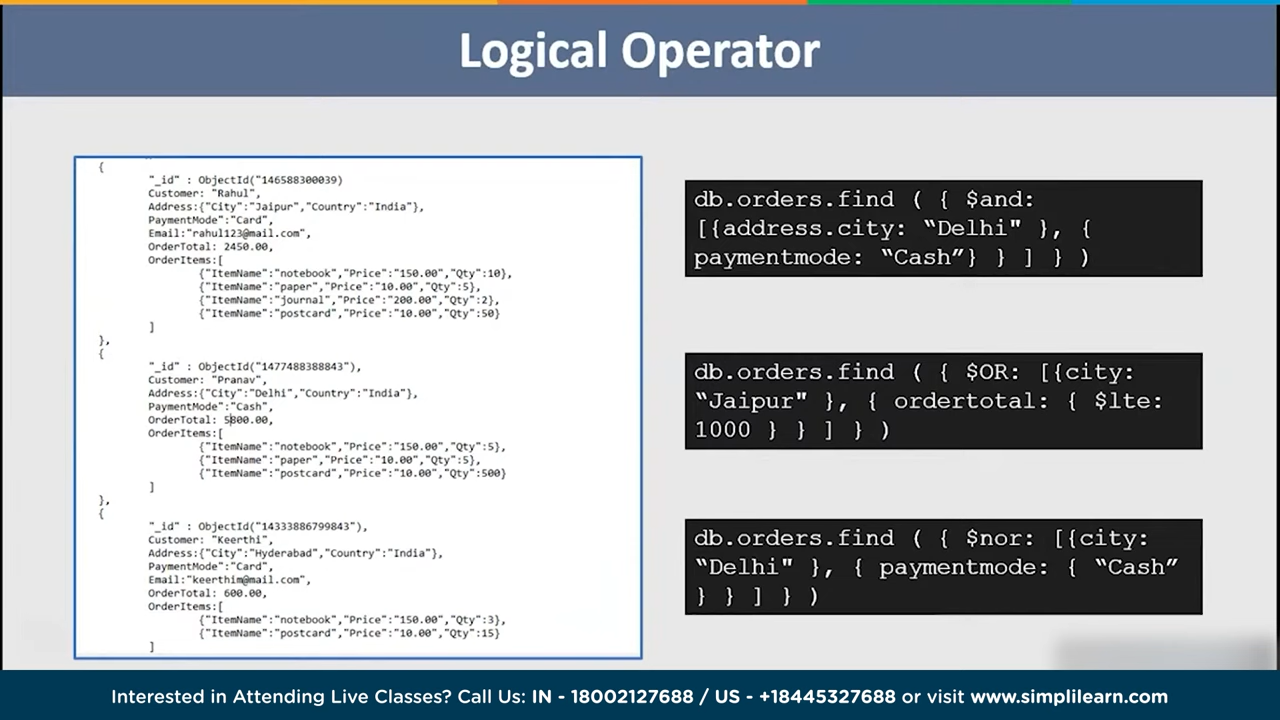 Logical Operator
{
"_id" : ObjectId("146588300039)
Customer: "Rahul",
Address:{"City":"Jaipur","Country":"India"},
PaymentMode":"Card",
Email:"rahul123@mail.com",
OrderTotal: 2450.00,
OrderItems:[
{"ItemName":"notebook","Price":"150.00","Qty":10},
{"ItemName":"paper","Price":"10.00","Qty":5},
{"ItemName":"journal","Price":"200.00","Qty":2},
{"ItemName":"postcard","Price":"10.00","Qty":50}
]
},
{
"_id" : ObjectId("1477488388843"),
Customer: "Pranav",
Address:{"City":"Delhi","Country":"India"},
PaymentMode":"Cash",
OrderTotal: 5800.00,
OrderItems:[
{"ItemName":"notebook","Price":"150.00","Qty":5},
{"ItemName":"paper","Price":"10.00","Qty":5},
{"ItemName":"postcard","Price":"10.00","Qty":500}
]
},
{
"_id" : ObjectId("14333886799843"),
Customer: "Keerthi",
Address:{"City":"Hyderabad","Country":"India"},
PaymentMode":"Card",
Email:"keerthim@mail.com",
OrderTotal: 600.00,
OrderItems:[
{"ItemName":"notebook","Price":"150.00","Qty":3},
{"ItemName":"postcard","Price":"10.00","Qty":15}
]
db.orders.find ( { $and:
[{address.city: “Delhi" }, {
paymentmode: “Cash”} } ] } )
db.orders.find ( { $OR: [{city:
“Jaipur" }, { ordertotal: { $lte:
1000 } } ] } )
db.orders.find ( { $nor: [{city:
“Delhi" }, { paymentmode: { “Cash”
} } ] } )
Interested in Attending Live Classes? Call Us: IN - 18002127688 / US - +18445327688 or visit www.simplilearn.com